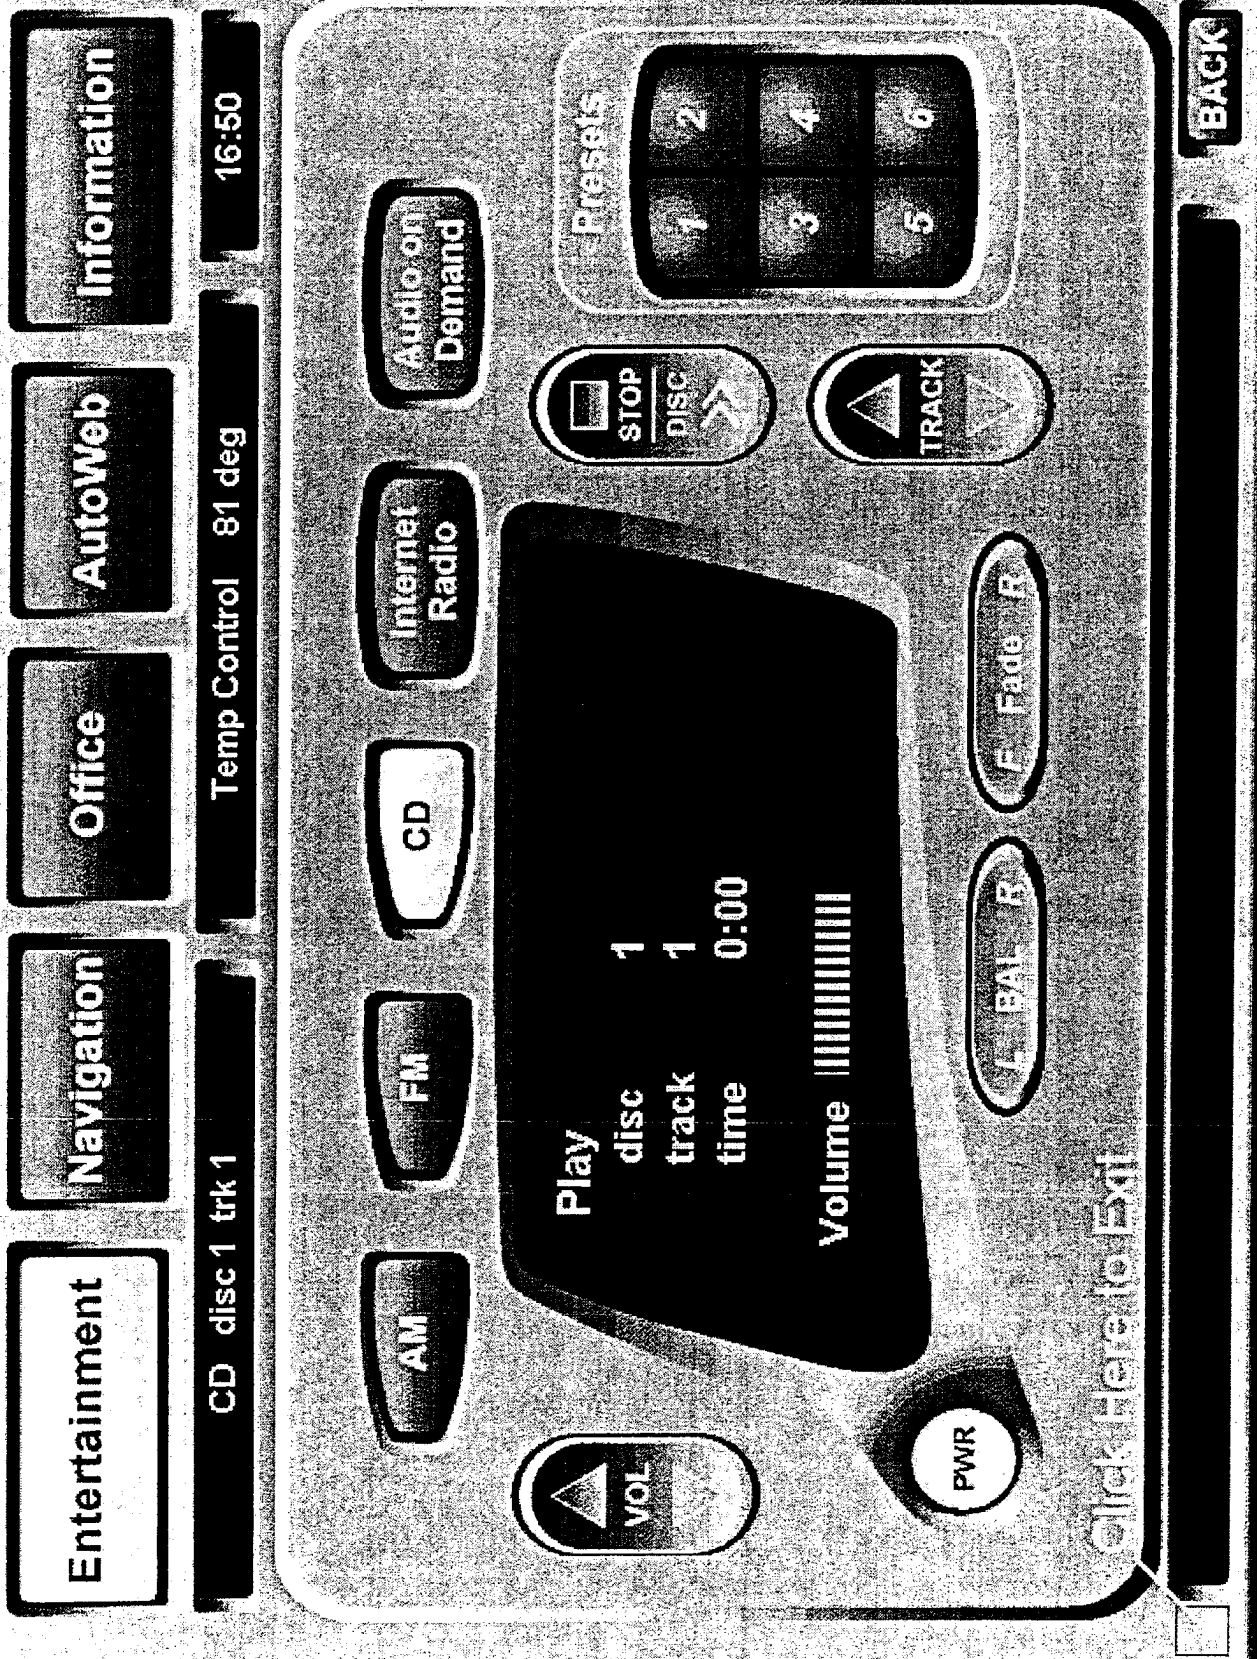 Entertainment
Navigation
Office
AutoWeb
Information
CD disc 1 trk 1
Temp Control 81 deg
16:50
AM
FM
CD
Internet
Radio
Audio on
Demand
VOL
Play
disc 1
track 1
time 0:00
Volume
STOP
DISC
TRACK
Presets
1 2
3 4
5 6
PWR
L BAL R
F Fade R
Click Here to Exit
BACK